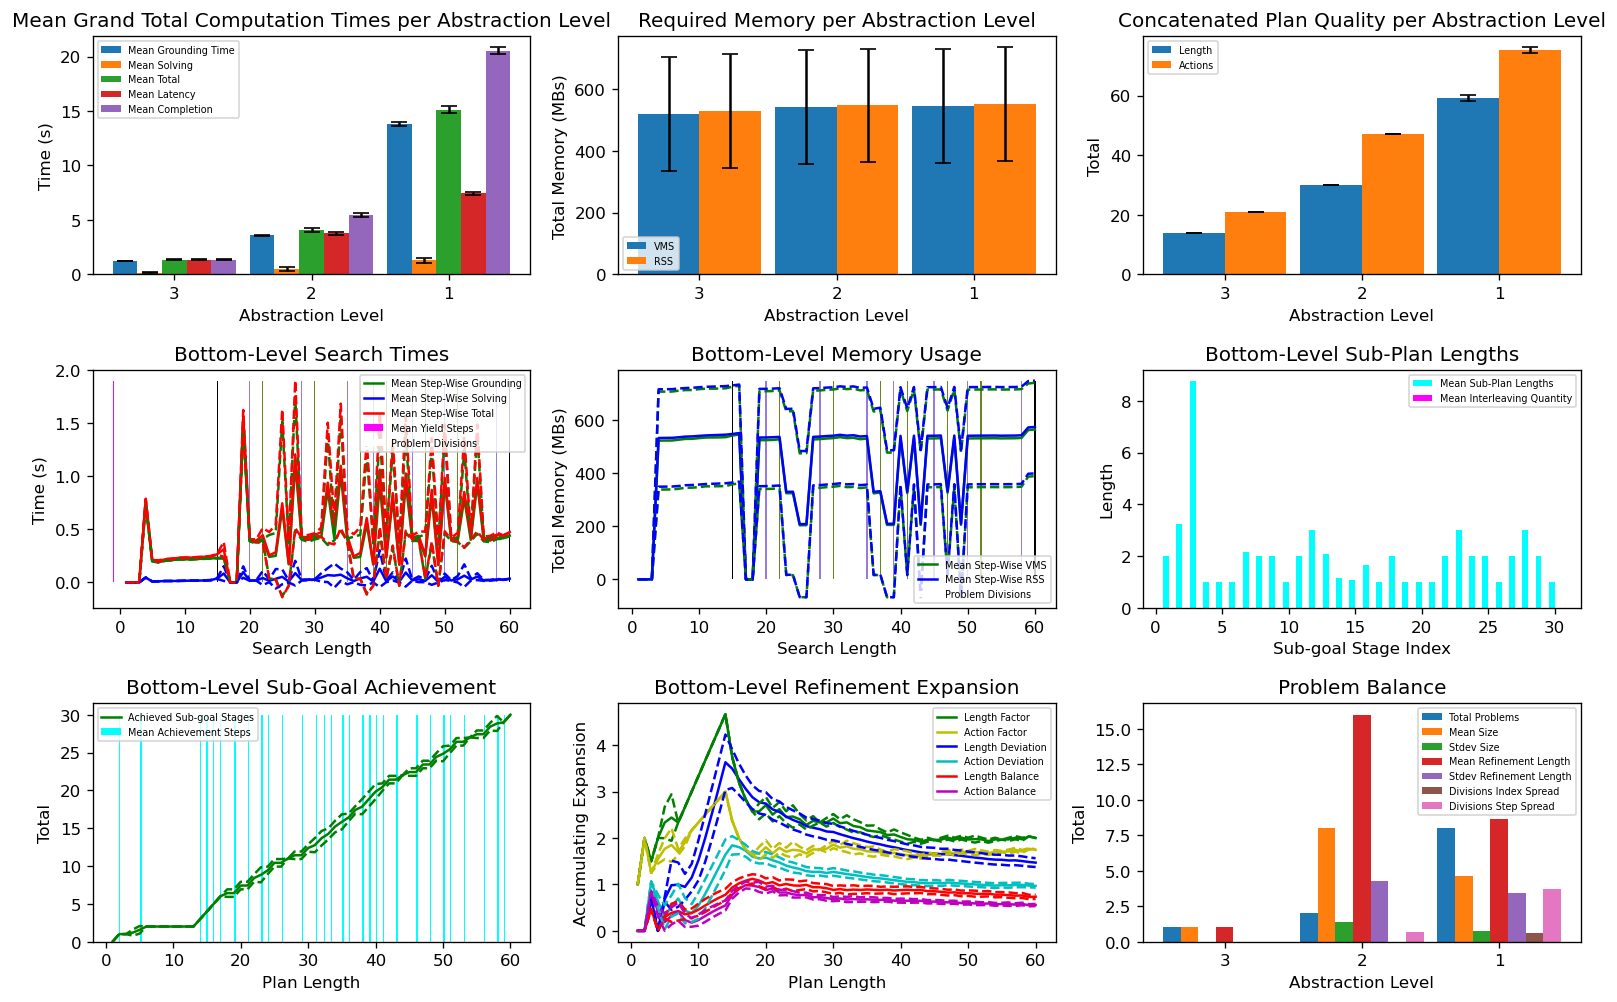 Mean Grand Total Computation Times per Abstraction Level
Time (s)
20
15
10
5
0
Mean Grounding Time
Mean Solving
Mean Total
Mean Latency
Mean Completion
3 2 1
Abstraction Level
Required Memory per Abstraction Level
Total Memory (MBs)
600
400
200
0
VMS
RSS
3 2 1
Abstraction Level
Concatenated Plan Quality per Abstraction Level
Total
60
40
20
0
Length
Actions
3 2 1
Abstraction Level
Bottom-Level Search Times
Time (s)
2.0
1.5
1.0
0.5
0.0
Mean Step-Wise Grounding
Mean Step-Wise Solving
Mean Step-Wise Total
Mean Yield Steps
Problem Divisions
0 10 20 30 40 50 60
Search Length
Bottom-Level Memory Usage
Total Memory (MBs)
600
400
200
0
Mean Step-Wise VMS
Mean Step-Wise RSS
Problem Divisions
0 10 20 30 40 50 60
Search Length
Bottom-Level Sub-Plan Lengths
Length
8
6
4
2
0
Mean Sub-Plan Lengths
Mean Interleaving Quantity
0 5 10 15 20 25 30
Sub-goal Stage Index
Bottom-Level Sub-Goal Achievement
Total
30
25
20
15
10
5
0
Achieved Sub-goal Stages
Mean Achievement Steps
0 10 20 30 40 50 60
Plan Length
Bottom-Level Refinement Expansion
Accumulating Expansion
4
3
2
1
0
Length Factor
Action Factor
Length Deviation
Action Deviation
Length Balance
Action Balance
0 10 20 30 40 50 60
Plan Length
Problem Balance
Total
15.0
12.5
10.0
7.5
5.0
2.5
0.0
Total Problems
Mean Size
Stdev Size
Mean Refinement Length
Stdev Refinement Length
Divisions Index Spread
Divisions Step Spread
3 2 1
Abstraction Level